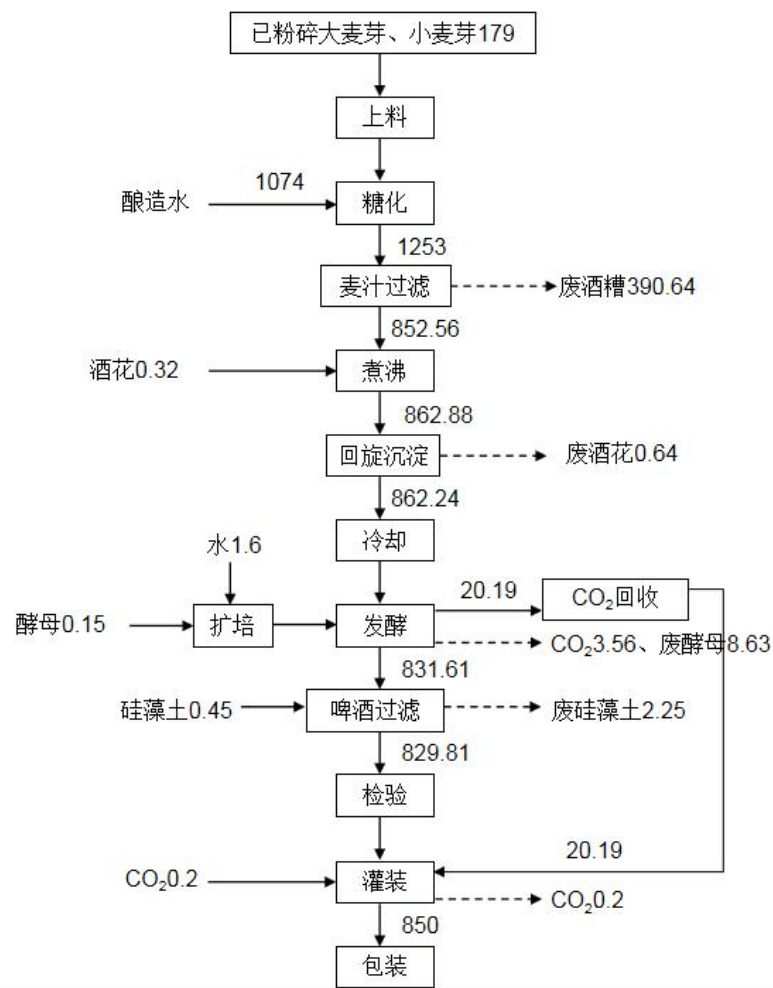 已粉碎大麦芽、小麦芽179
上料
1074
酿造水
糖化
1253
麦汁过滤
废酒糟390.64
852.56
酒花0.32
煮沸
862.88
回旋沉淀
废酒花0.64
862.24
冷却
水1.6
20.19
CO₂回收
酵母0.15
扩培
发酵
CO₂3.56、废酵母8.63
831.61
硅藻土0.45
啤酒过滤
废硅藻土2.25
829.81
检验
20.19
CO₂0.2
灌装
CO₂0.2
850
包装